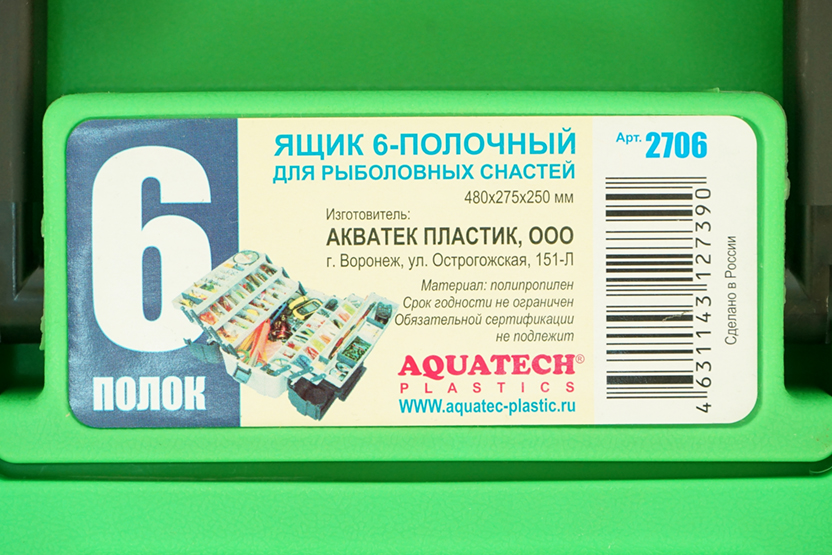 6
ПОЛОК
ЯЩИК 6-ПОЛОЧНЫЙ
ДЛЯ РЫБОЛОВНЫХ СНАСТЕЙ
480x275x250 мм
Изготовитель:
АКВАТЕК ПЛАСТИК, ООО
г. Воронеж, ул. Острогожская, 151-Л
Материал: полипропилен
Срок годности не ограничен
Обязательной сертификации
не подлежит
AQUATECH®
PLASTICS
WWW.aquatec-plastic.ru
Арт. 2706
4 631143 127390
Сделано в России